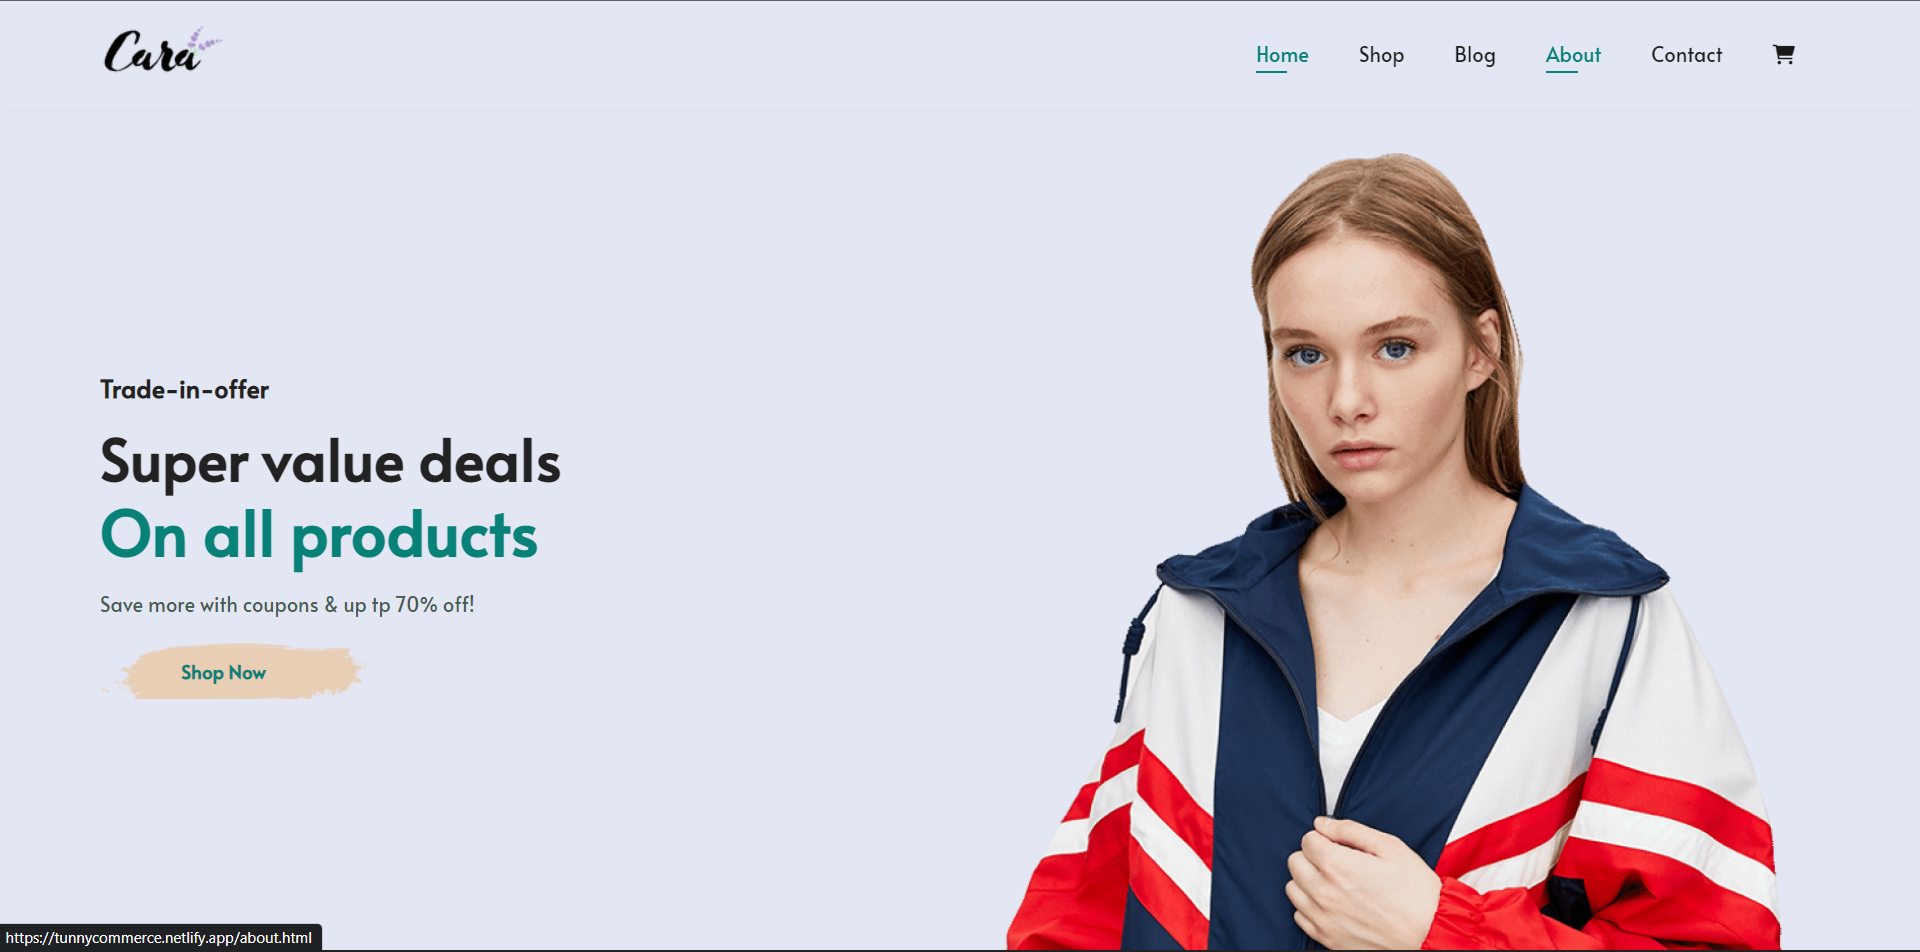 Cara
Home Shop Blog About Contact
Trade-in-offer
Super value deals
On all products
Save more with coupons & up tp 70% off!
Shop Now
https://tunnycommerce.netlify.app/about.html